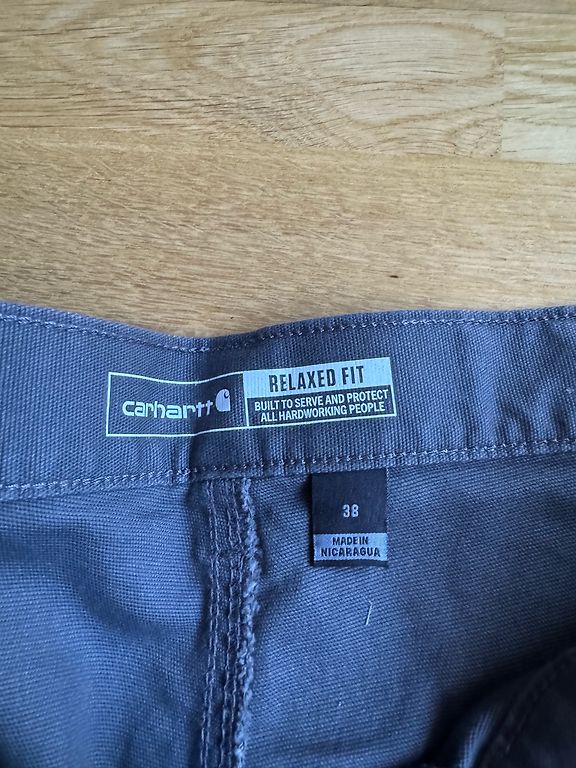 carhartt
RELAXED FIT
BUILT TO SERVE AND PROTECT
ALL HARDWORKING PEOPLE
38
MADE IN
NICARAGUA